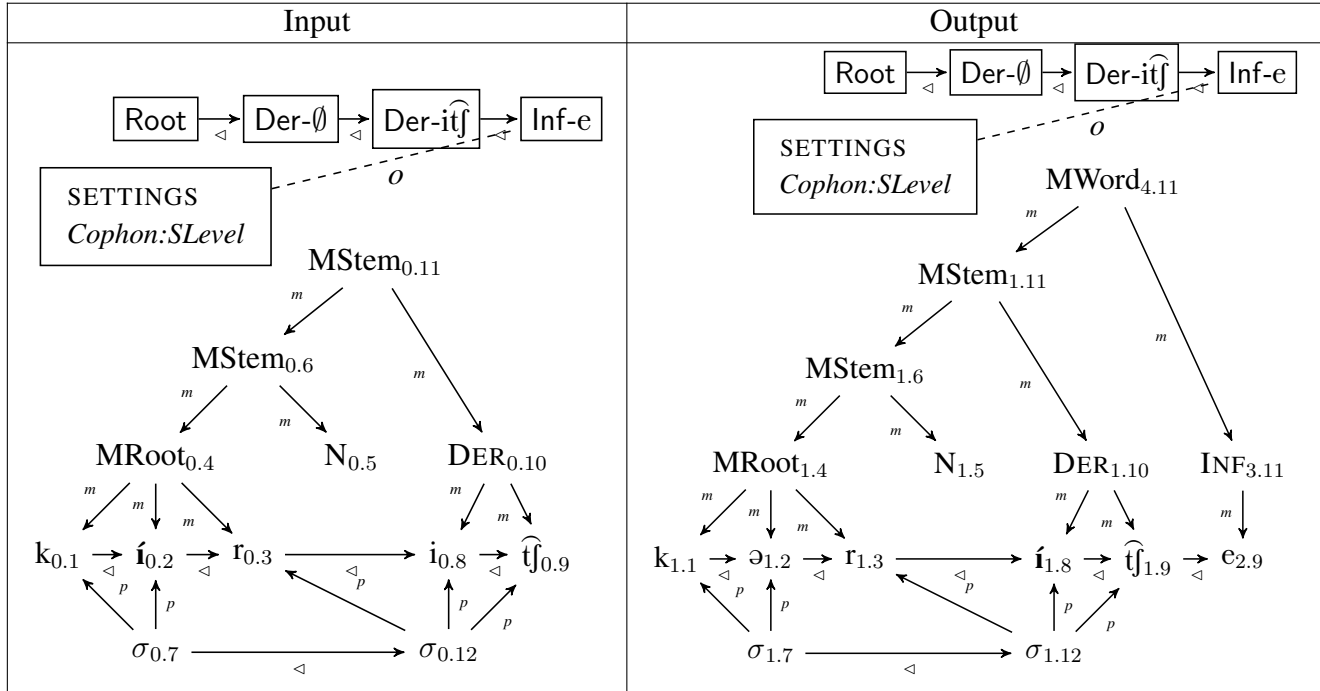 Input
Root ◁ Der-∅ ◁ Der-it͡ʃ ◁ Inf-e
o
SETTINGS
Cophon:SLevel
MStem0.11
m
MStem0.6
m m m
MRoot0.4 N0.5 DER0.10
m m m m m
k0.1 ◁ í0.2 ◁ r0.3 ◁ i0.8 ◁ t͡ʃ0.9
p p p p p
σ0.7 ◁ σ0.12
Output
Root ◁ Der-∅ ◁ Der-it͡ʃ ◁ Inf-e
o
SETTINGS
Cophon:SLevel
MWord4.11
m
MStem1.11
m m
MStem1.6
m m m
MRoot1.4 N1.5 DER1.10 INF3.11
m m m m m m
k1.1 ◁ ə1.2 ◁ r1.3 ◁ í1.8 ◁ t͡ʃ1.9 ◁ e2.9
p p p p p
σ1.7 ◁ σ1.12